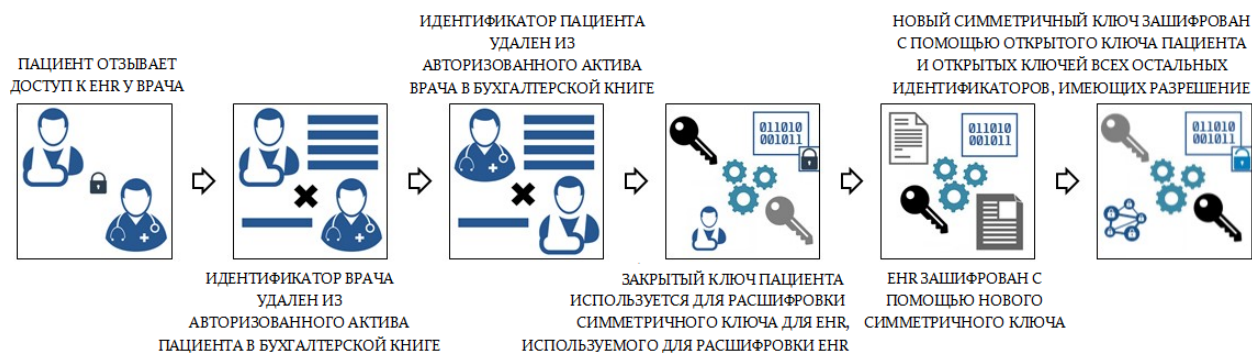 ПАЦИЕНТ ОТЗЫВАЕТ
ДОСТУП К EHR У ВРАЧА
ИДЕНТИФИКАТОР ВРАЧА
УДАЛЕН ИЗ
АВТОРИЗОВАННОГО АКТИВА
ПАЦИЕНТА В БУХГАЛТЕРСКОЙ КНИГЕ
ИДЕНТИФИКАТОР ПАЦИЕНТА
УДАЛЕН ИЗ
АВТОРИЗОВАННОГО АКТИВА
ВРАЧА В БУХГАЛТЕРСКОЙ КНИГЕ
011010
001011
ЗАКРЫТЫЙ КЛЮЧ ПАЦИЕНТА
ИСПОЛЬЗУЕТСЯ ДЛЯ РАСШИФРОВКИ
СИММЕТРИЧНОГО КЛЮЧА ДЛЯ EHR,
ИСПОЛЬЗУЕМОГО ДЛЯ РАСШИФРОВКИ EHR
011010
001011
EHR ЗАШИФРОВАН С
ПОМОЩЬЮ НОВОГО
СИММЕТРИЧНОГО КЛЮЧА
НОВЫЙ СИММЕТРИЧНЫЙ КЛЮЧ ЗАШИФРОВАН
С ПОМОЩЬЮ ОТКРЫТОГО КЛЮЧА ПАЦИЕНТА
И ОТКРЫТЫХ КЛЮЧЕЙ ВСЕХ ОСТАЛЬНЫХ
ИДЕНТИФИКАТОРОВ, ИМЕЮЩИХ РАЗРЕШЕНИЕ
011010
001011